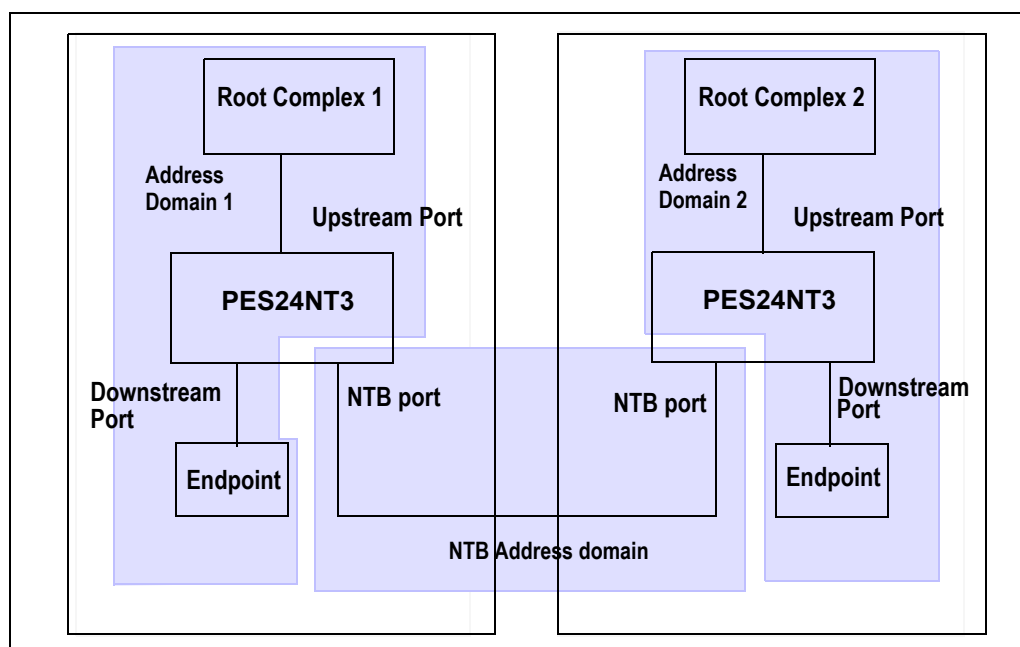 Root Complex 1
Address
Domain 1
Upstream Port
PES24NT3
Downstream
Port
NTB port
Endpoint
Root Complex 2
Address
Domain 2
Upstream Port
PES24NT3
NTB port
Downstream
Port
Endpoint
NTB Address domain